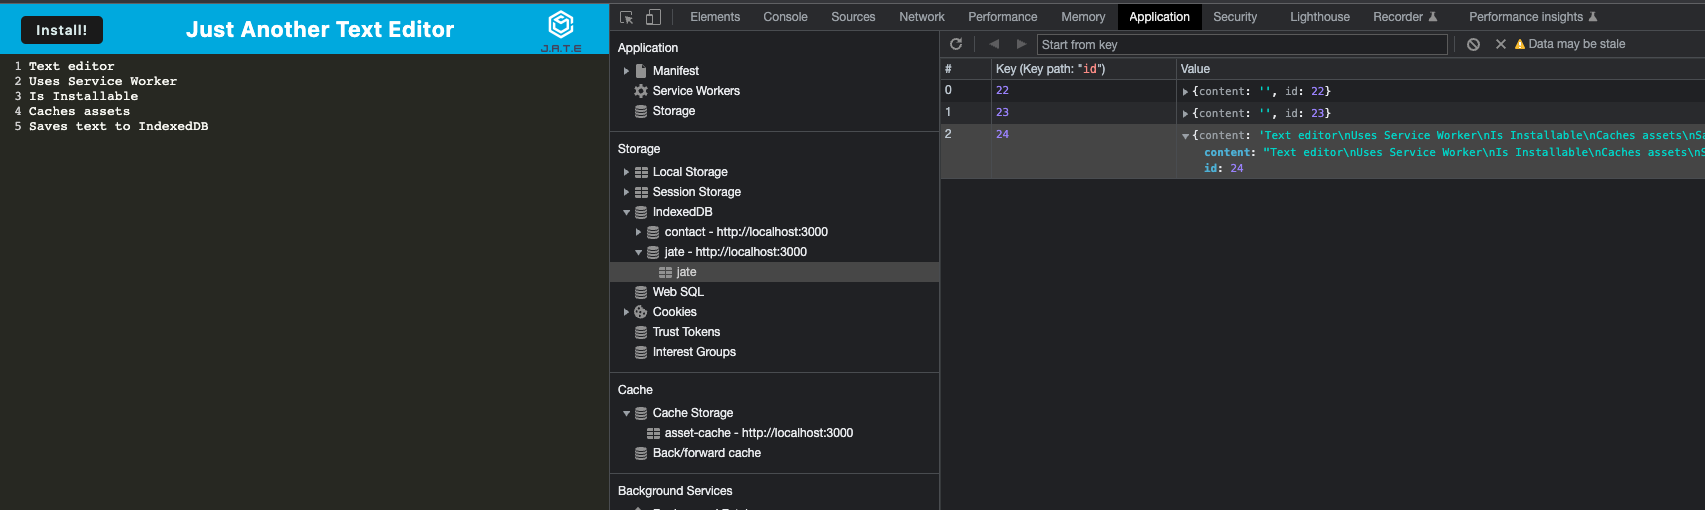 Install!
Just Another Text Editor
J.A.T.E
1 Text editor
2 Uses Service Worker
3 Is Installable
4 Caches assets
5 Saves text to IndexedDB
Elements Console Sources Network Performance Memory Application Security Lighthouse Recorder Performance insights
Application
Manifest
Service Workers
Storage
Storage
Local Storage
Session Storage
IndexedDB
contact - http://localhost:3000
jate - http://localhost:3000
jate
Web SQL
Cookies
Trust Tokens
Interest Groups
Cache
Cache Storage
asset-cache - http://localhost:3000
Back/forward cache
Background Services
Start from key
Data may be stale
# Key (Key path: "id") Value
0 22 {content: '', id: 22}
1 23 {content: '', id: 23}
2 24 {content: 'Text editor\nUses Service Worker\nIs Installable\nCaches assets\nSa
content: "Text editor\nUses Service Worker\nIs Installable\nCaches assets\nS
id: 24